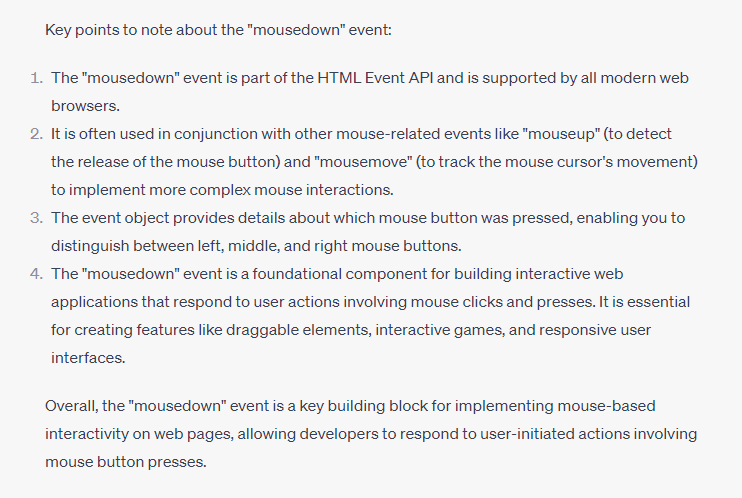 Key points to note about the "mousedown" event:
1. The "mousedown" event is part of the HTML Event API and is supported by all modern web
browsers.
2. It is often used in conjunction with other mouse-related events like "mouseup" (to detect
the release of the mouse button) and "mousemove" (to track the mouse cursor's movement)
to implement more complex mouse interactions.
3. The event object provides details about which mouse button was pressed, enabling you to
distinguish between left, middle, and right mouse buttons.
4. The "mousedown" event is a foundational component for building interactive web
applications that respond to user actions involving mouse clicks and presses. It is essential
for creating features like draggable elements, interactive games, and responsive user
interfaces.
Overall, the "mousedown" event is a key building block for implementing mouse-based
interactivity on web pages, allowing developers to respond to user-initiated actions involving
mouse button presses.